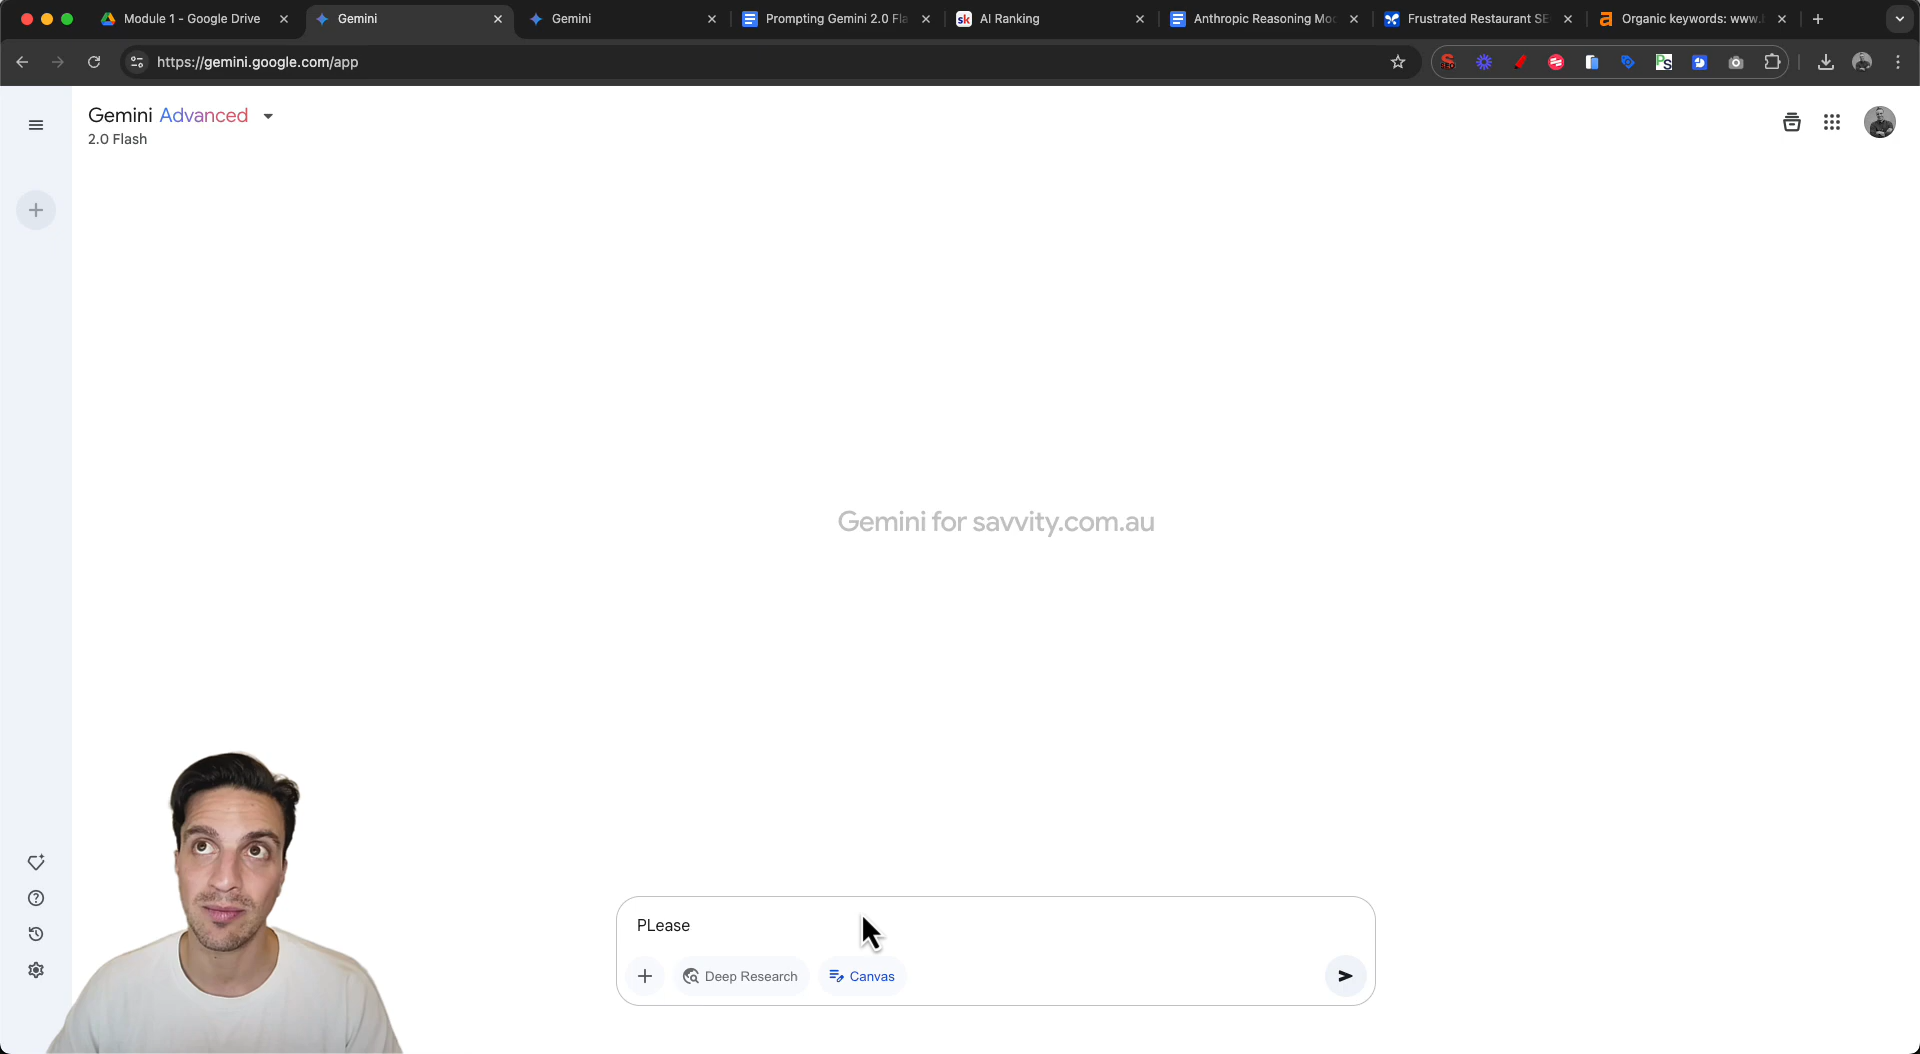 Module 1 - Google Drive
Gemini
Gemini
Prompting Gemini 2.0 Fla
AI Ranking
Anthropic Reasoning Mo
Frustrated Restaurant SE
Organic keywords: www.
https://gemini.google.com/app
SEO
PS
Gemini Advanced
2.0 Flash
Gemini for savvity.com.au
PLease
Deep Research
Canvas